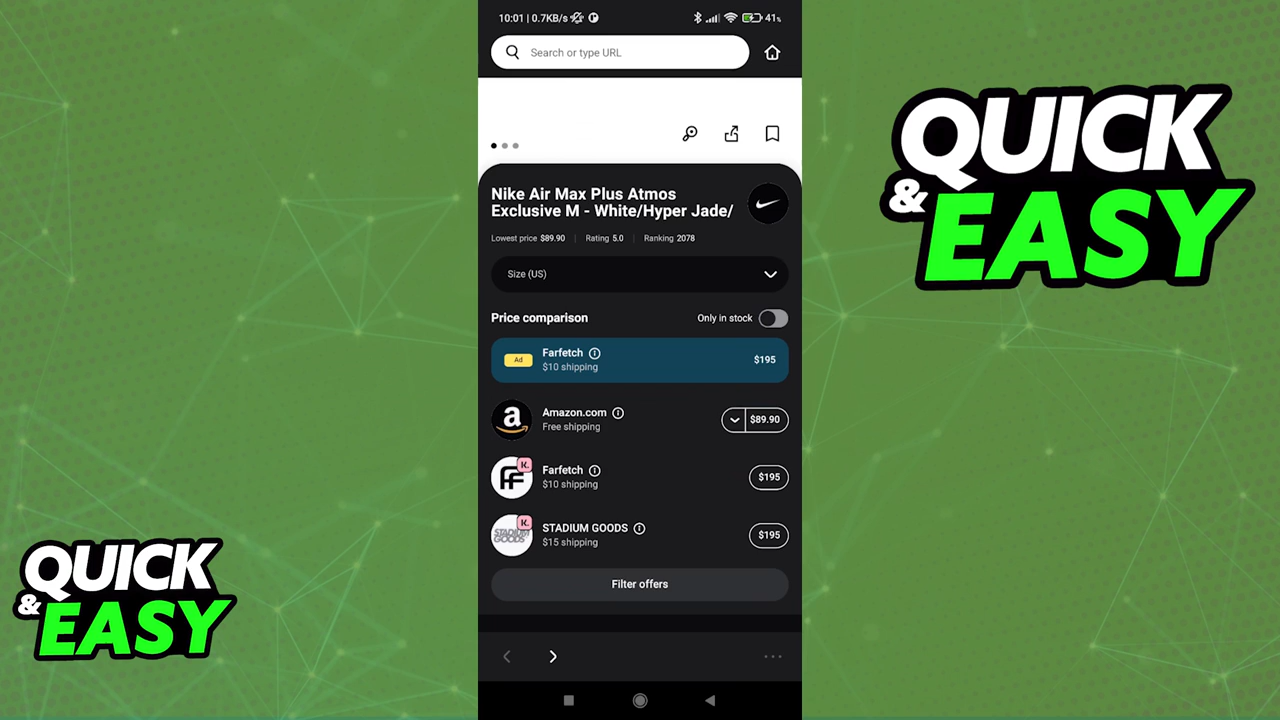 10:01 | 0.7KB/s
41%
Search or type URL
QUICK
& EASY
Nike Air Max Plus Atmos
Exclusive M - White/Hyper Jade/
Lowest price $89.90 | Rating 5.0 | Ranking 2078
Size (US)
Price comparison
Only in stock
Ad
Farfetch
$195
$10 shipping
a
Amazon.com
$89.90
Free shipping
K.
Farfetch
$195
$10 shipping
K.
STADIUM GOODS
STADIUM GOODS
$195
$15 shipping
Filter offers
QUICK
& EASY